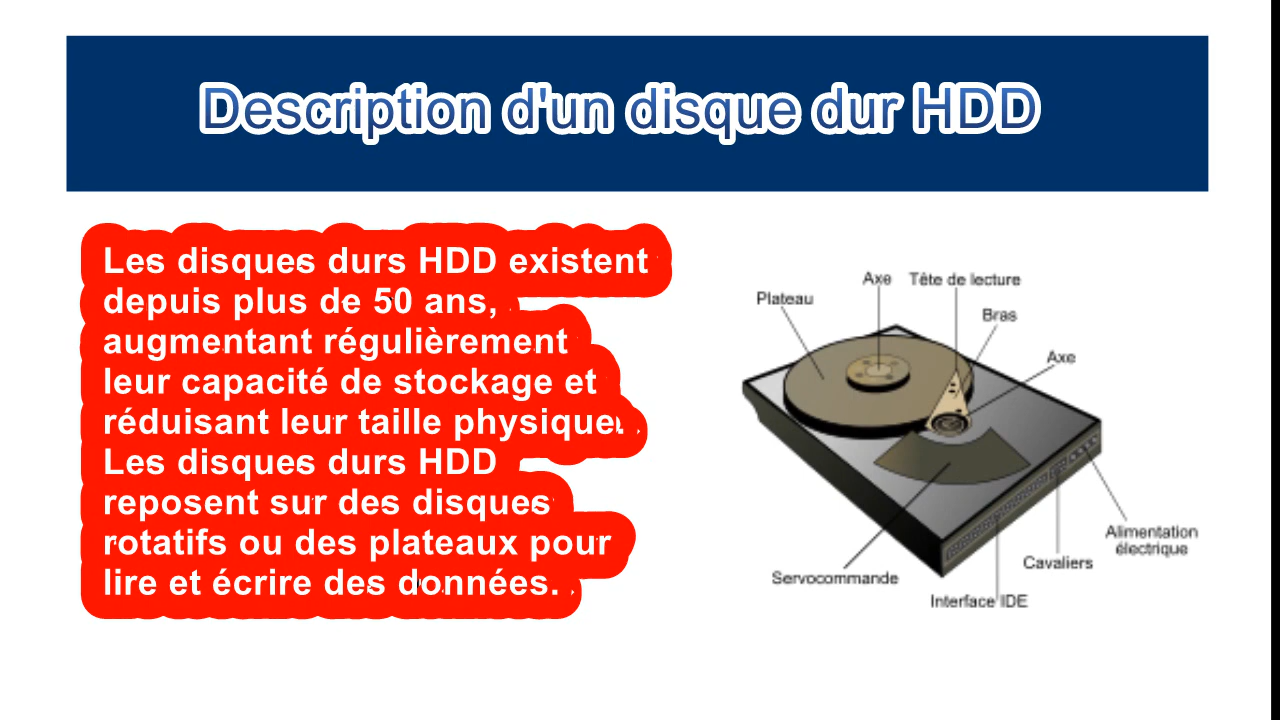 Description d'un disque dur HDD
Les disques durs HDD existent
depuis plus de 50 ans,
augmentant régulièrement
leur capacité de stockage et
réduisant leur taille physique.
Les disques durs HDD
reposent sur des disques
rotatifs ou des plateaux pour
lire et écrire des données.
Axe
Tête de lecture
Plateau
Bras
Axe
Alimentation
électrique
Cavaliers
Servocommande
Interface IDE